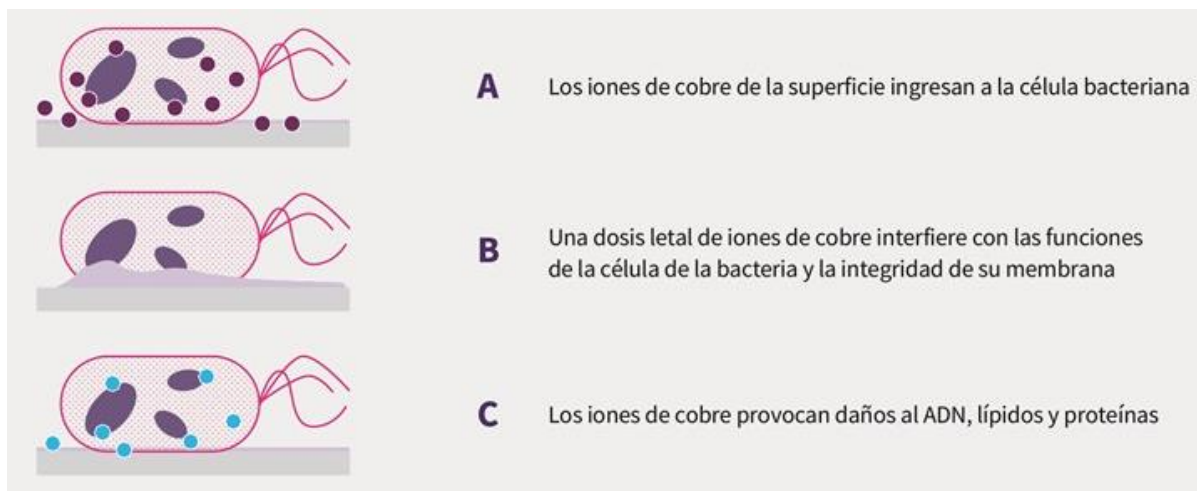 A
Los iones de cobre de la superficie ingresan a la célula bacteriana
B
Una dosis letal de iones de cobre interfiere con las funciones
de la célula de la bacteria y la integridad de su membrana
C
Los iones de cobre provocan daños al ADN, lípidos y proteínas